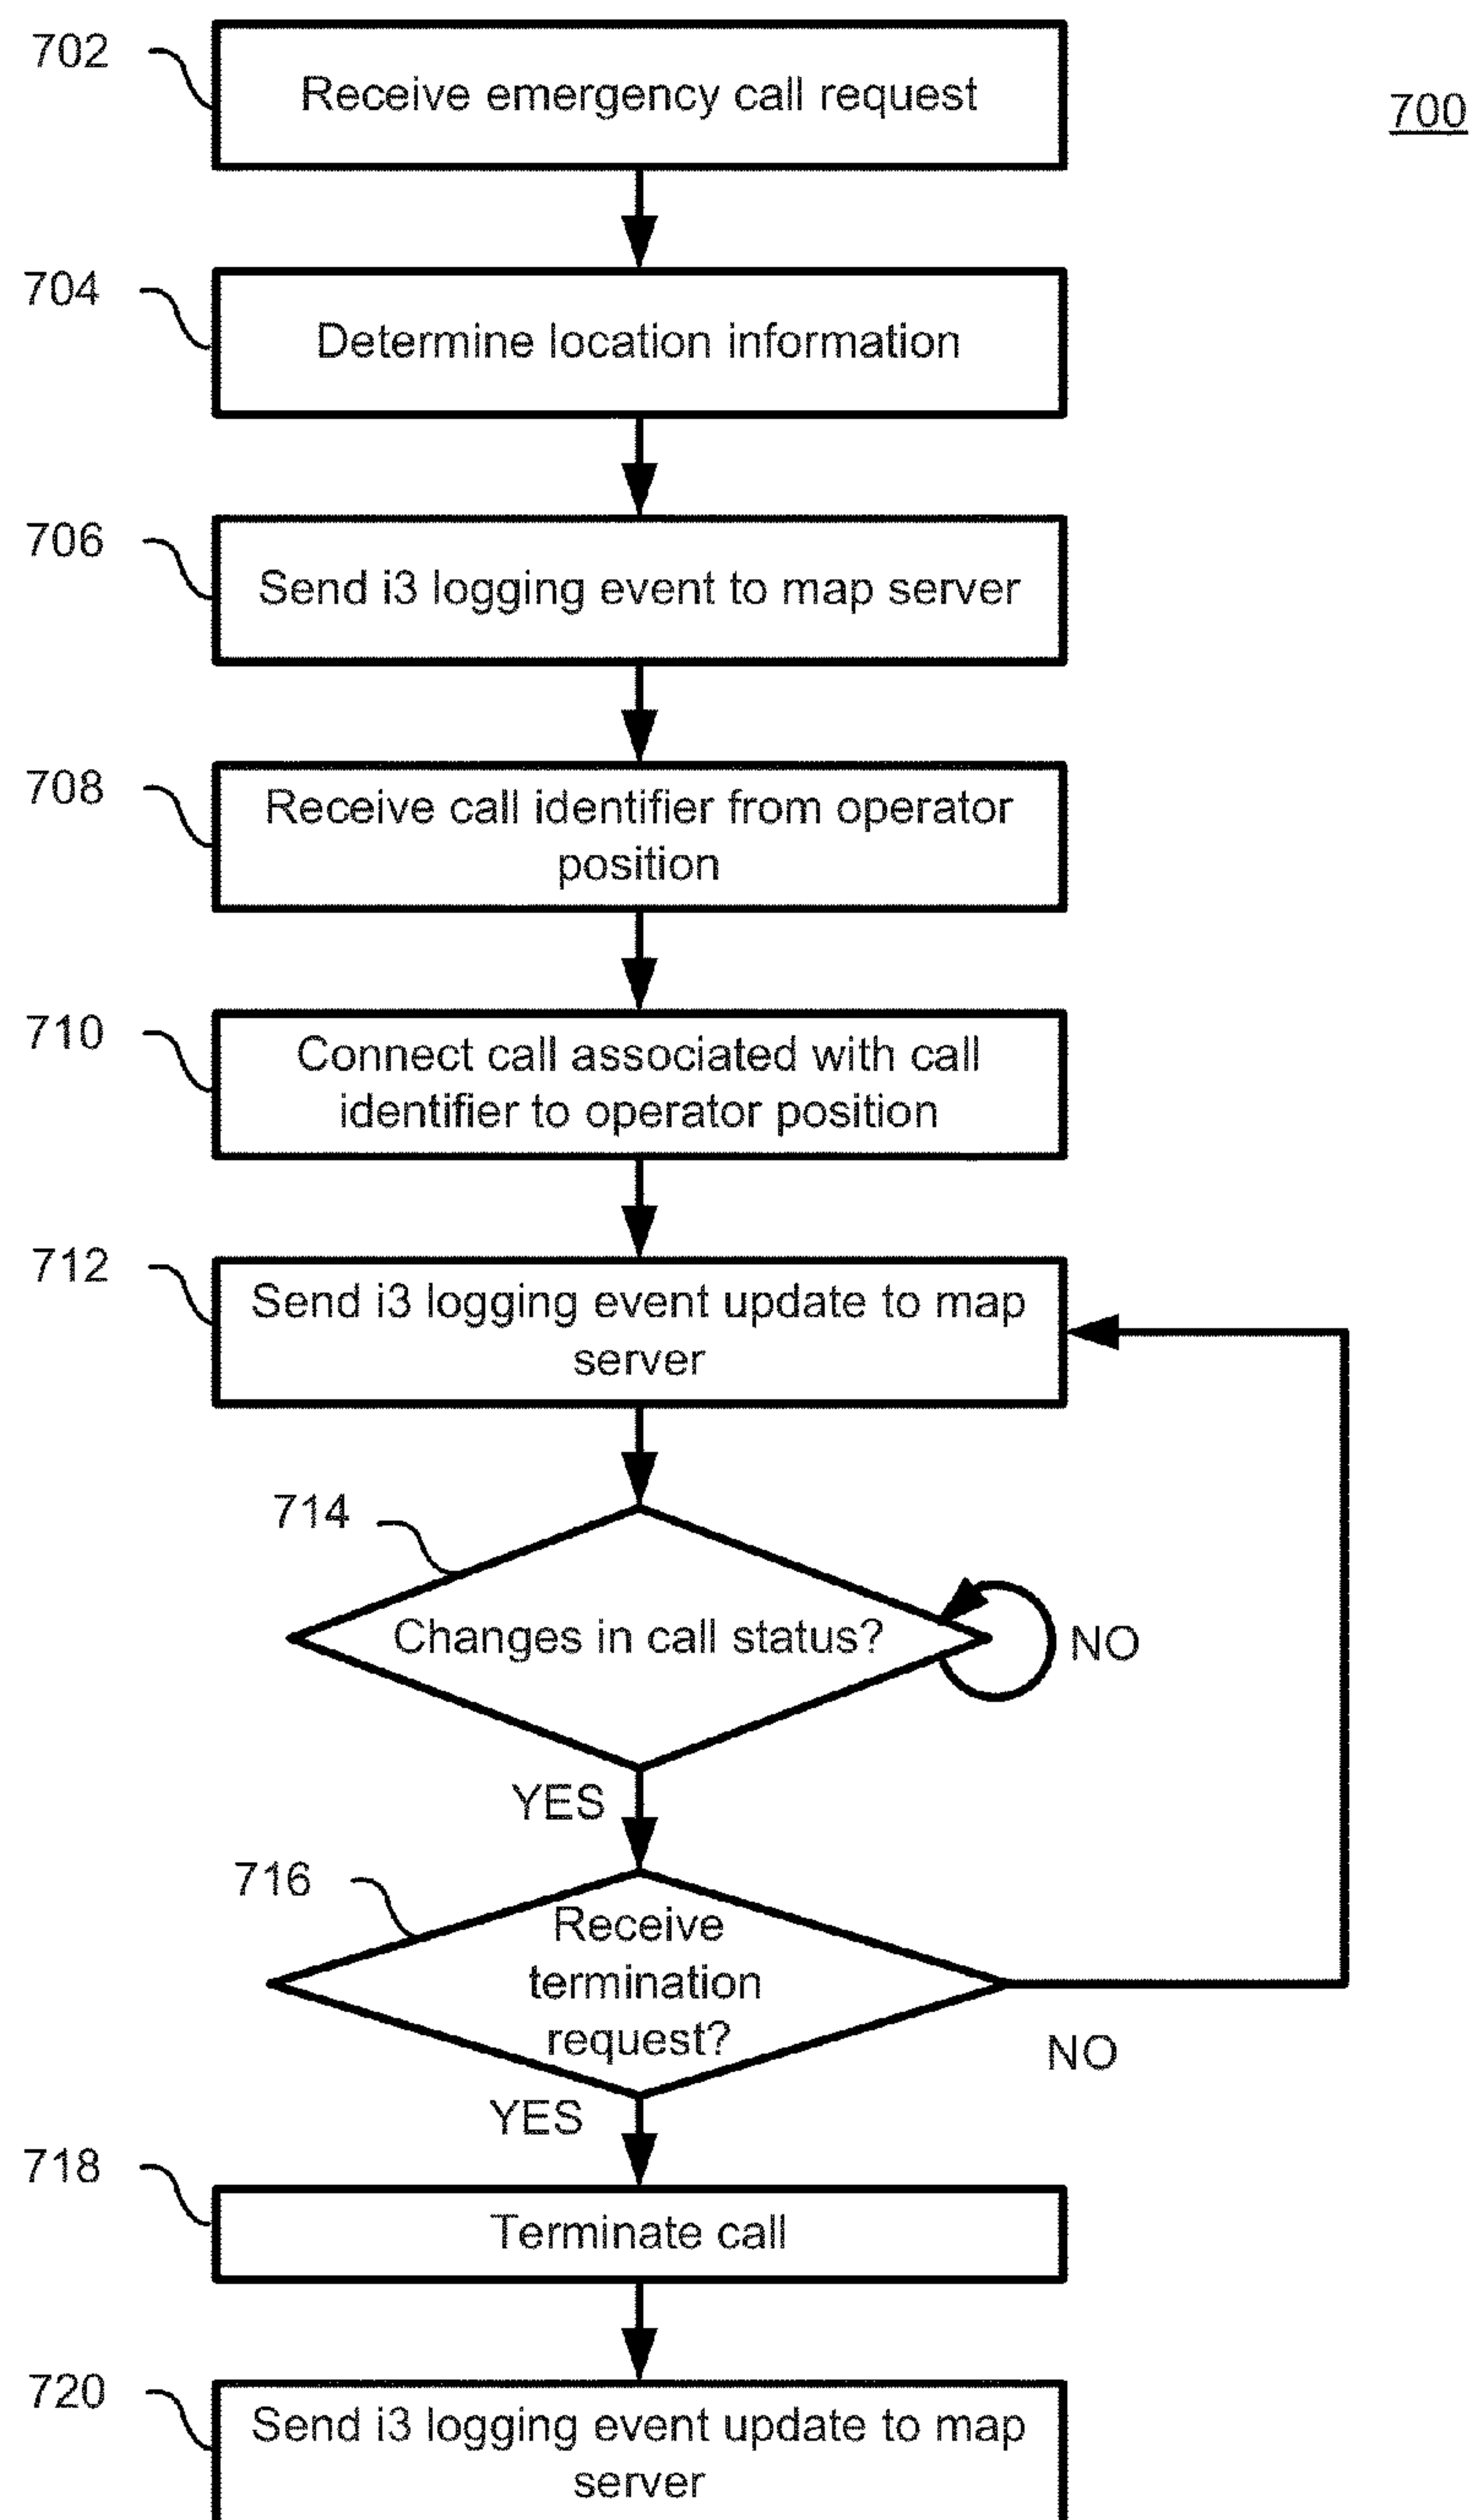 702
Receive emergency call request
700
704
Determine location information
706
Send i3 logging event to map server
708
Receive call identifier from operator
position
710
Connect call associated with call
identifier to operator position
712
Send i3 logging event update to map
server
714
Changes in call status?
NO
YES
716
Receive
termination
request?
NO
YES
718
Terminate call
720
Send i3 logging event update to map
server